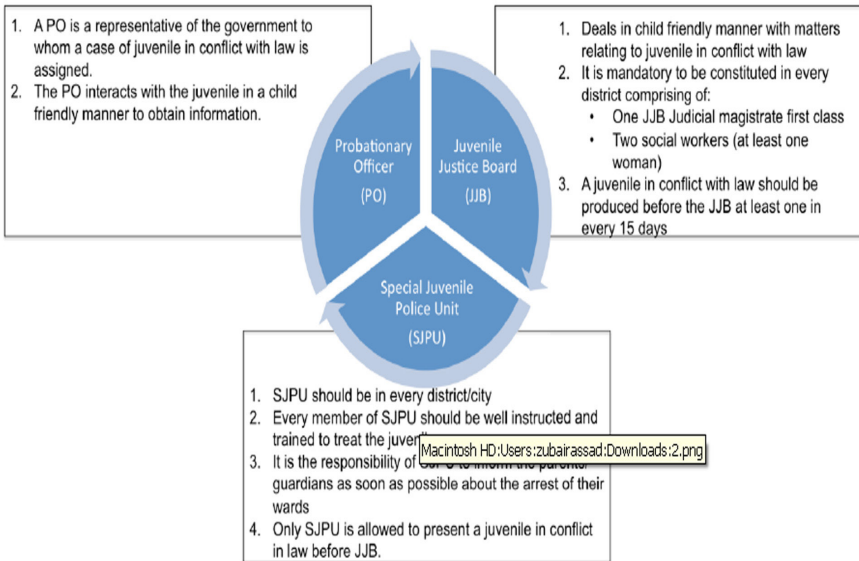 1. A PO is a representative of the government to
whom a case of juvenile in conflict with law is
assigned.
2. The PO interacts with the juvenile in a child
friendly manner to obtain information.
Probationary
Officer
(PO)
Juvenile
Justice Board
(JJB)
1. Deals in child friendly manner with matters
relating to juvenile in conflict with law
2. It is mandatory to be constituted in every
district comprising of:
• One JJB Judicial magistrate first class
• Two social workers (at least one
woman)
3. A juvenile in conflict with law should be
produced before the JJB at least one in
every 15 days
Special Juvenile
Police Unit
(SJPU)
1. SJPU should be in every district/city
2. Every member of SJPU should be well instructed and
trained to treat the
Macintosh HD:Users:zubairassad:Downloads:2.png
3. It is the responsibility of SJPU to inform the parents/
guardians as soon as possible about the arrest of their
wards
4. Only SJPU is allowed to present a juvenile in conflict
in law before JJB.